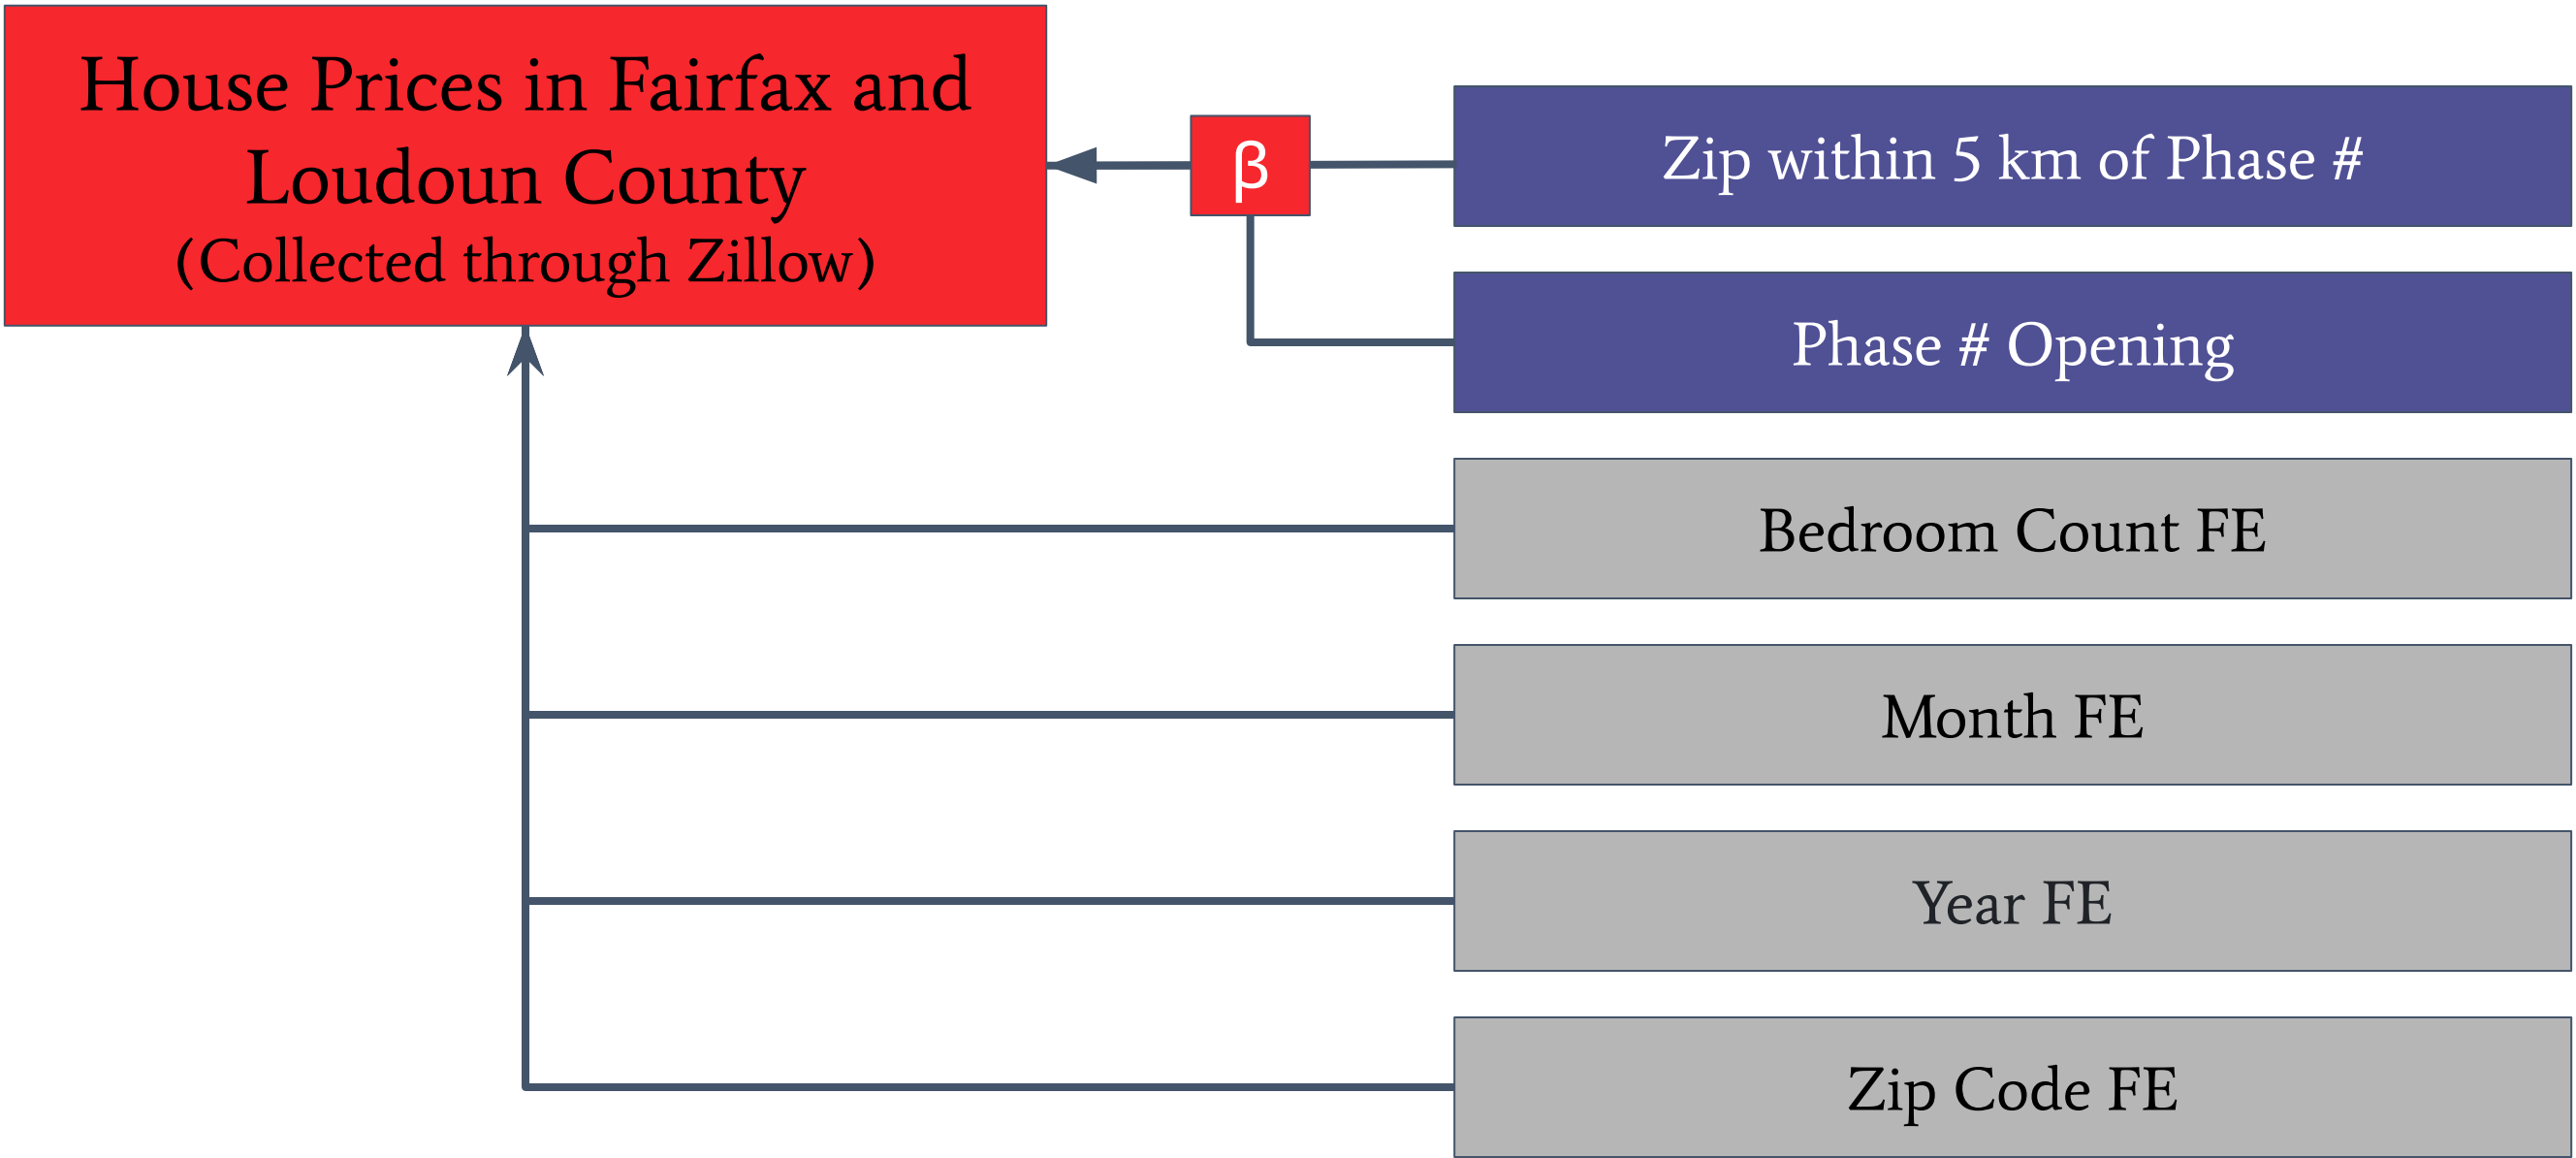 House Prices in Fairfax and
Loudoun County
(Collected through Zillow)
β
Zip within 5 km of Phase #
Phase # Opening
Bedroom Count FE
Month FE
Year FE
Zip Code FE